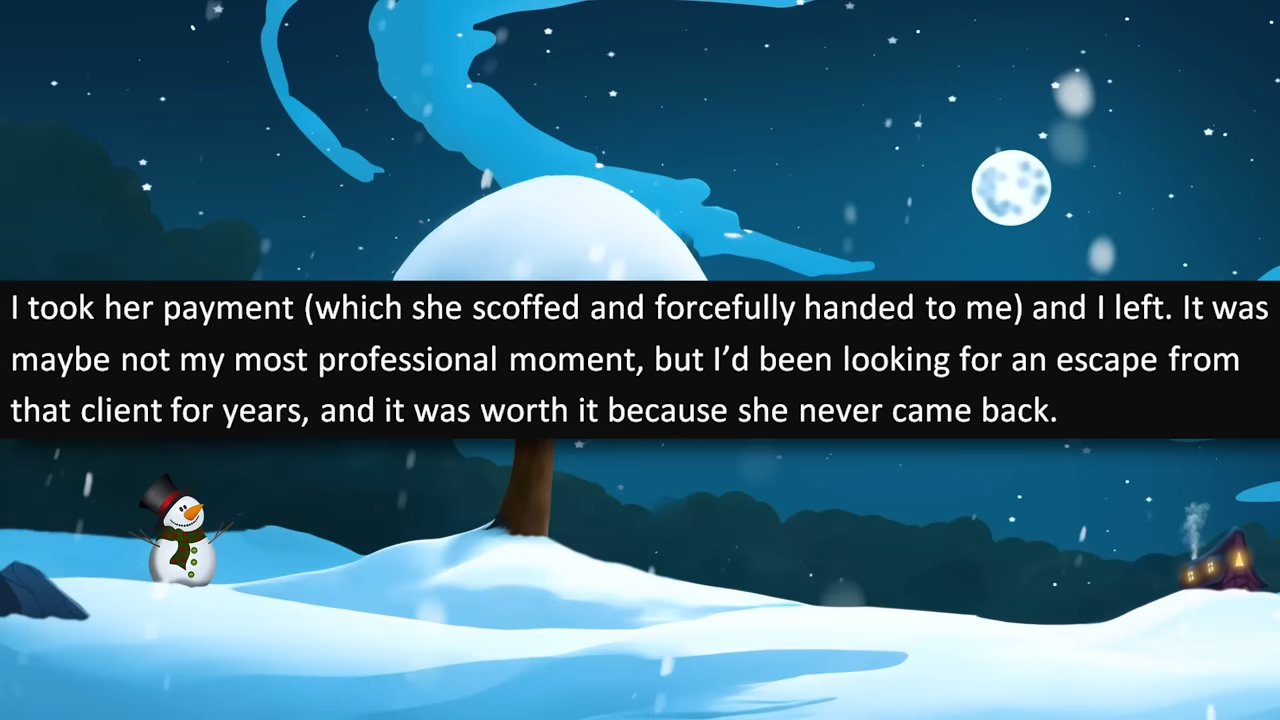 I took her payment (which she scoffed and forcefully handed to me) and I left. It was
maybe not my most professional moment, but I’d been looking for an escape from
that client for years, and it was worth it because she never came back.